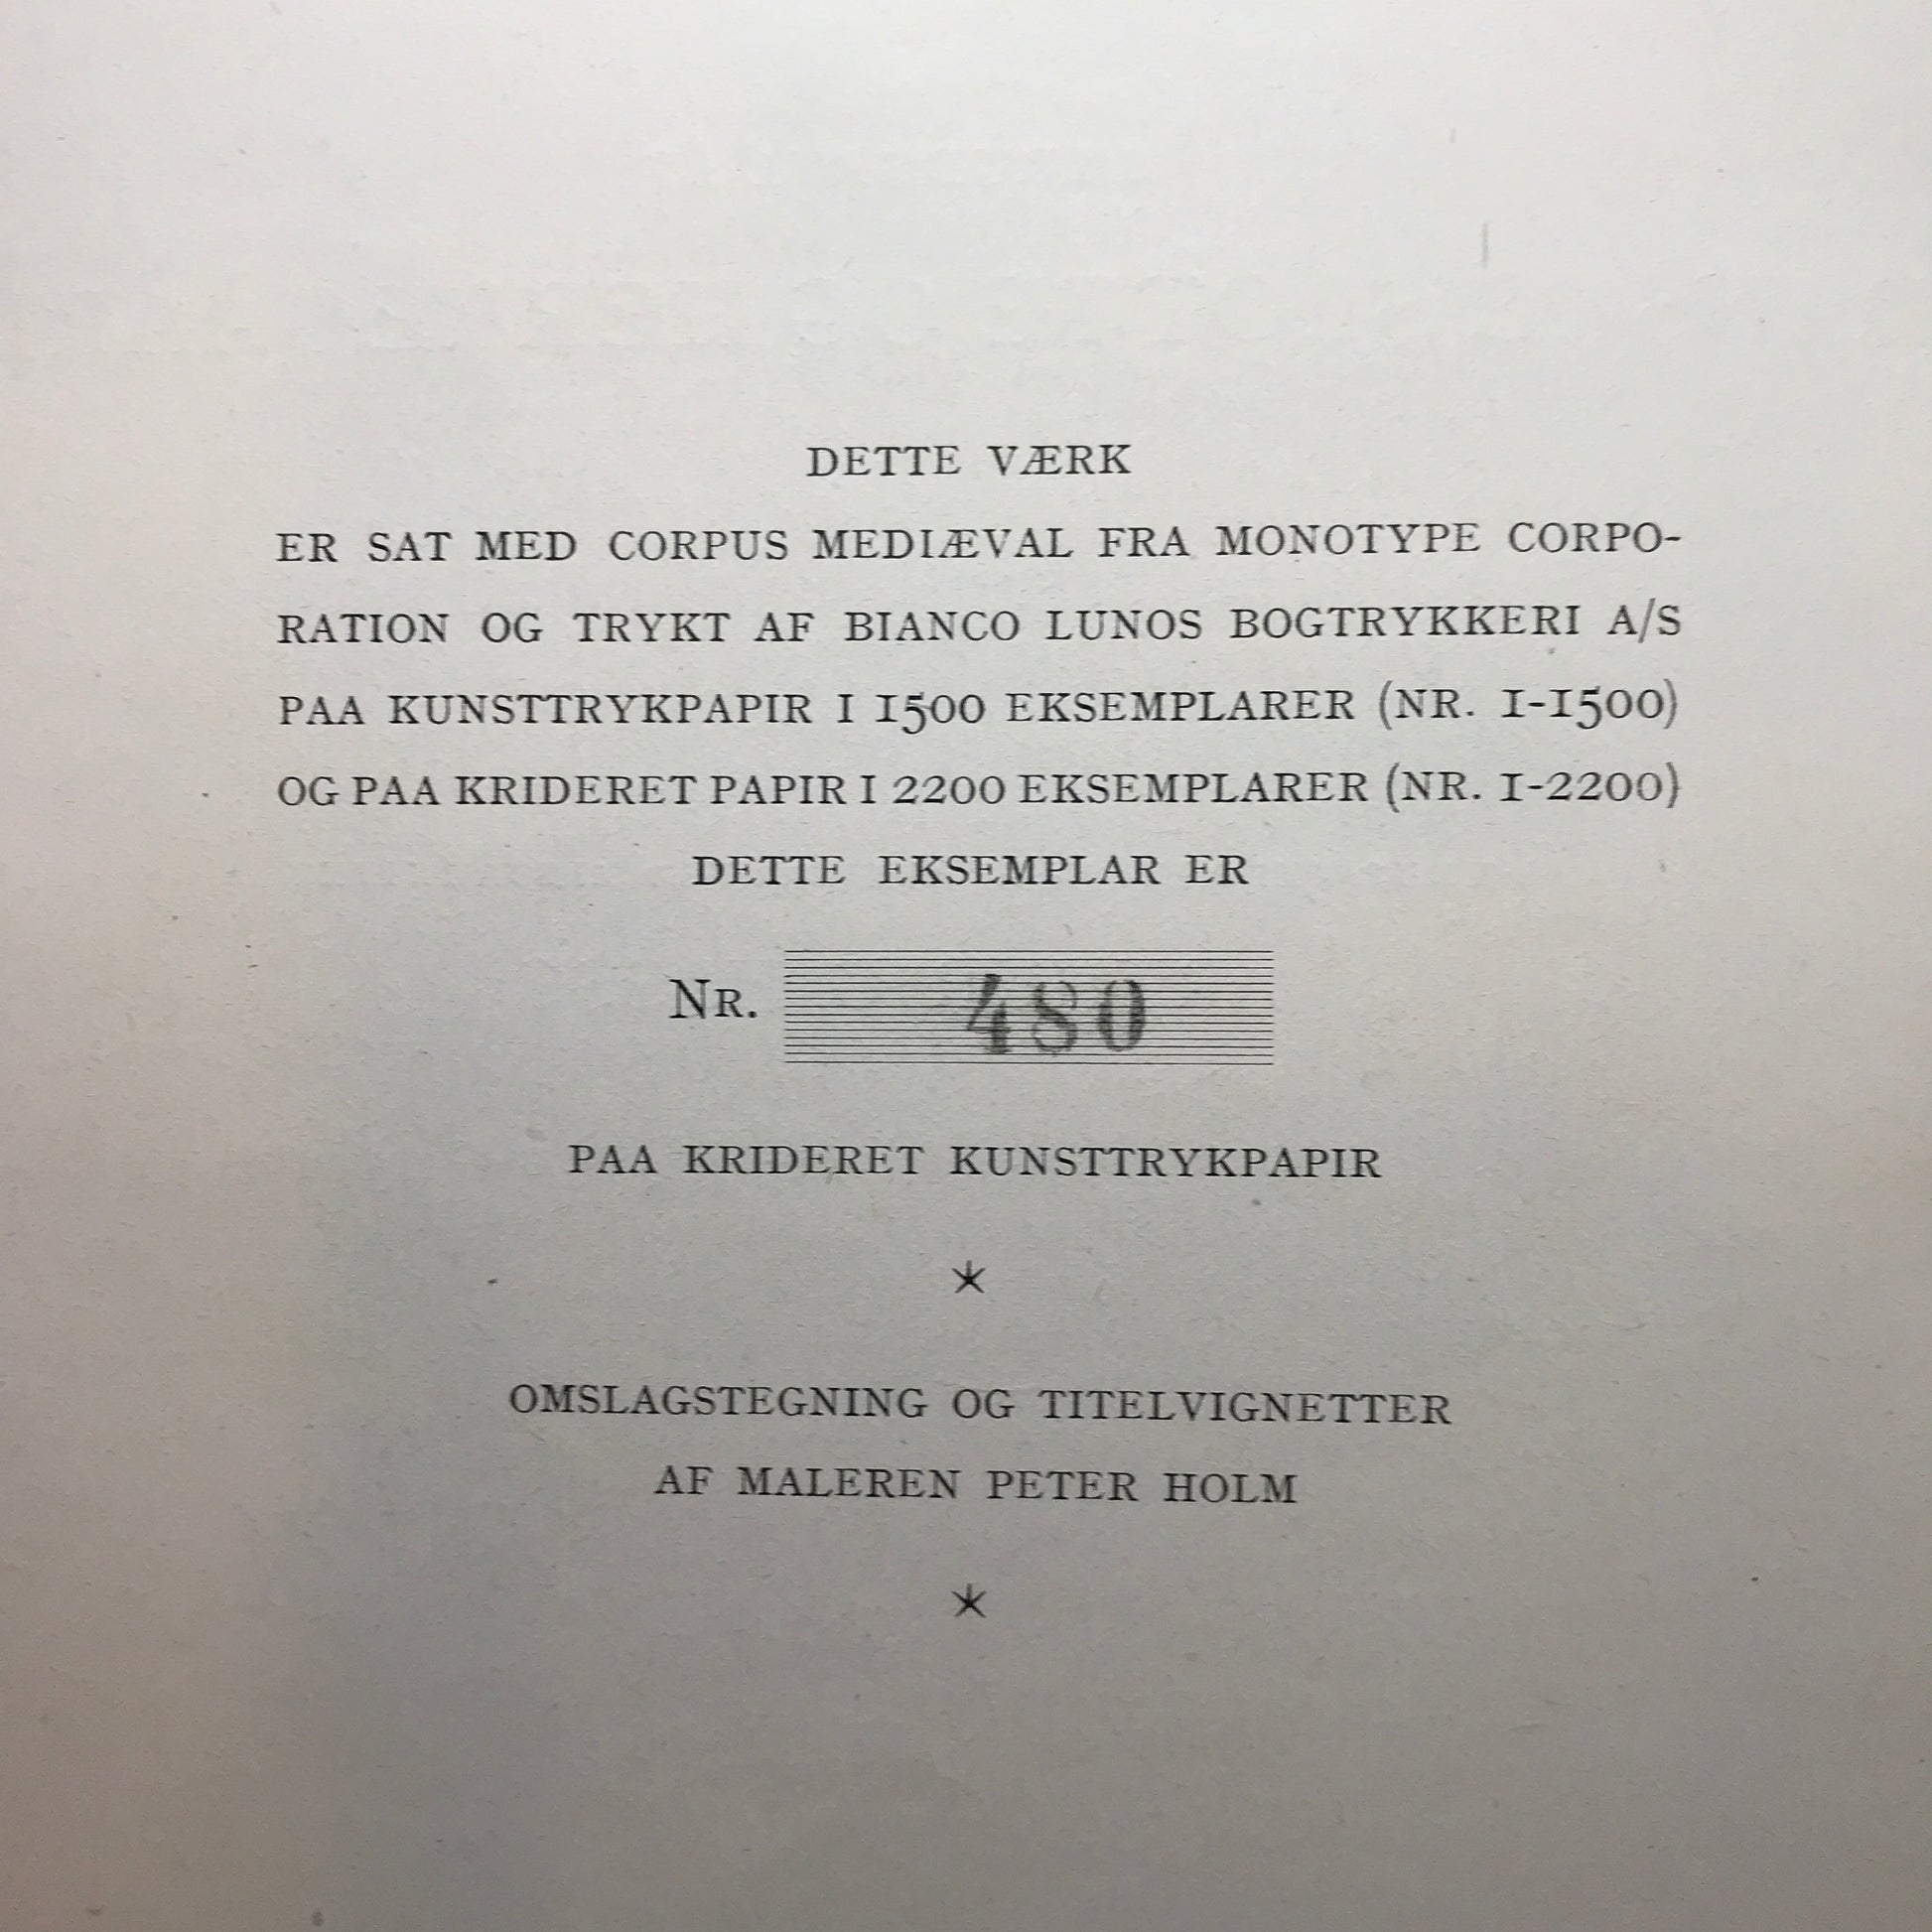 DETTE VÆRK
ER SAT MED CORPUS MEDIÆVAL FRA MONOTYPE CORPO-
RATION OG TRYKT AF BIANCO LUNOS BOGTRYKKERI A/S
PAA KUNSTTRYKPAPIR I 1500 EKSEMPLARER (NR. 1-1500)
OG PAA KRIDERET PAPIR I 2200 EKSEMPLARER (NR. 1-2200)
DETTE EKSEMPLAR ER
NR. 480
PAA KRIDERET KUNSTTRYKPAPIR
*
OMSLAGSTEGNING OG TITELVIGNETTER
AF MALEREN PETER HOLM
*